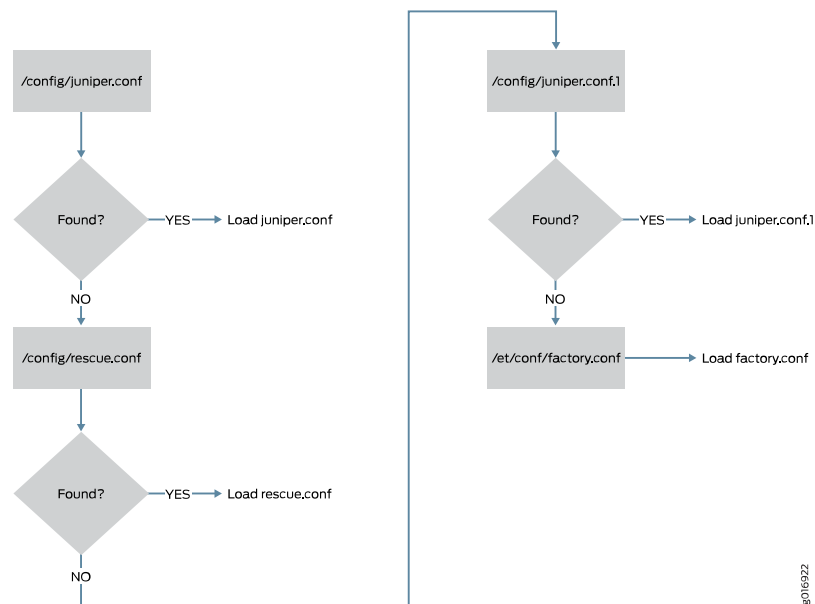 /config/juniper.conf
Found?
YES
Load juniper.conf
NO
/config/rescue.conf
Found?
YES
Load rescue.conf
NO
/config/juniper.conf.1
Found?
YES
Load juniper.conf.1
NO
/et/conf/factory.conf
Load factory.conf
g016922